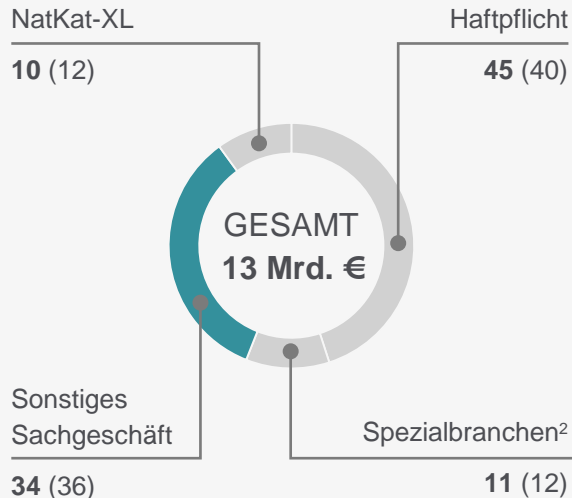 NatKat-XL
10 (12)
Haftpflicht
45 (40)
GESAMT
13 Mrd. €
Sonstiges
Sachgeschäft
34 (36)
Spezialbranchen²
11 (12)